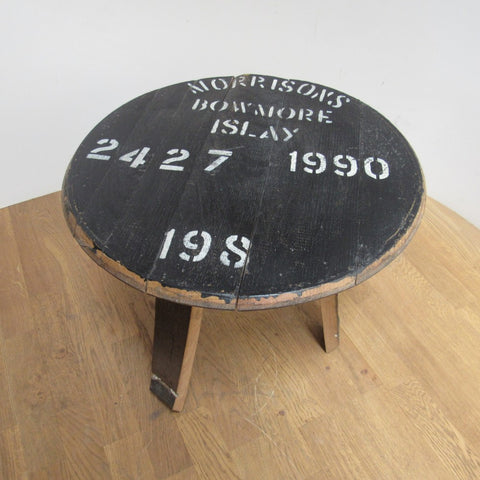 MORRISONS
BOWMORE
ISLAY
2427 1990
198